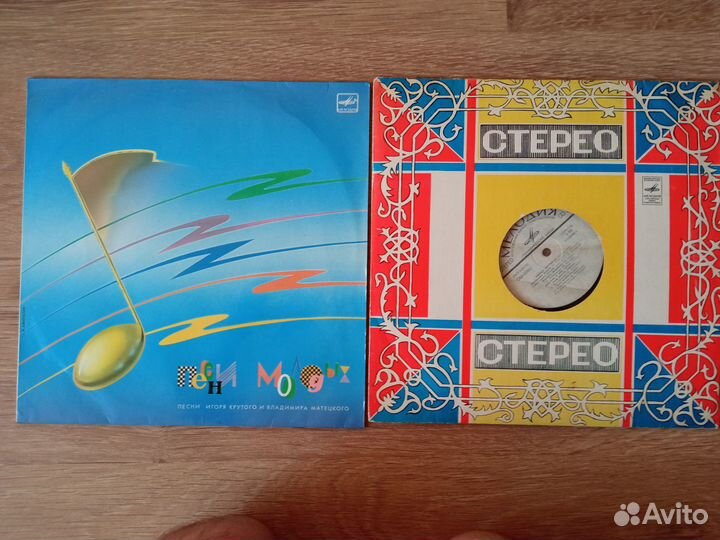 ПЕСНИ МОЛОДЫХ
ПЕСНИ ИГОРЯ КРУТОГО И ВЛАДИМИРА МАТЕЦКОГО
СТЕРЕО
МЕЛОДИЯ
СТЕРЕО
Avito